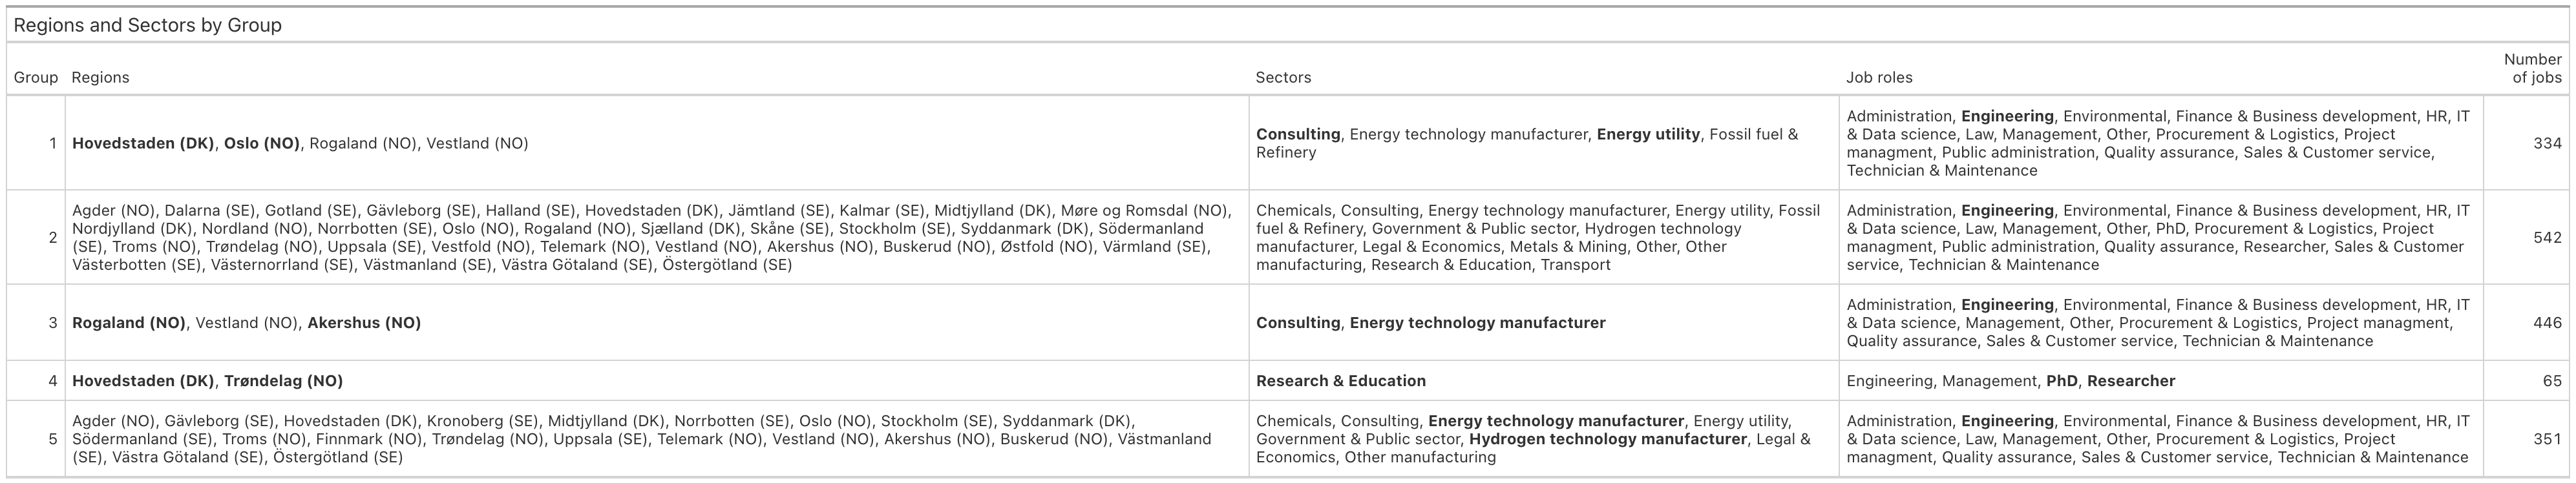 Regions and Sectors by Group
Group Regions Sectors Job roles Number
of jobs
1 Hovedstaden (DK), Oslo (NO), Rogaland (NO), Vestland (NO)
Consulting, Energy technology manufacturer, Energy utility, Fossil fuel &
Refinery
Administration, Engineering, Environmental, Finance & Business development, HR, IT
& Data science, Law, Management, Other, Procurement & Logistics, Project
managment, Public administration, Quality assurance, Sales & Customer service,
Technician & Maintenance
334
2
Agder (NO), Dalarna (SE), Gotland (SE), Gävleborg (SE), Halland (SE), Hovedstaden (DK), Jämtland (SE), Kalmar (SE), Midtjylland (DK), Møre og Romsdal (NO),
Nordjylland (DK), Nordland (NO), Norrbotten (SE), Oslo (NO), Rogaland (NO), Sjælland (DK), Skåne (SE), Stockholm (SE), Syddanmark (DK), Södermanland
(SE), Troms (NO), Trøndelag (NO), Uppsala (SE), Vestfold (NO), Telemark (NO), Vestland (NO), Akershus (NO), Buskerud (NO), Østfold (NO), Värmland (SE),
Västerbotten (SE), Västernorrland (SE), Västmanland (SE), Västra Götaland (SE), Östergötland (SE)
Chemicals, Consulting, Energy technology manufacturer, Energy utility, Fossil
fuel & Refinery, Government & Public sector, Hydrogen technology
manufacturer, Legal & Economics, Metals & Mining, Other, Other
manufacturing, Research & Education, Transport
Administration, Engineering, Environmental, Finance & Business development, HR, IT
& Data science, Law, Management, Other, PhD, Procurement & Logistics, Project
managment, Public administration, Quality assurance, Researcher, Sales & Customer
service, Technician & Maintenance
542
3 Rogaland (NO), Vestland (NO), Akershus (NO)
Consulting, Energy technology manufacturer
Administration, Engineering, Environmental, Finance & Business development, HR, IT
& Data science, Management, Other, Procurement & Logistics, Project managment,
Quality assurance, Sales & Customer service, Technician & Maintenance
446
4 Hovedstaden (DK), Trøndelag (NO)
Research & Education
Engineering, Management, PhD, Researcher
65
5
Agder (NO), Gävleborg (SE), Hovedstaden (DK), Kronoberg (SE), Midtjylland (DK), Norrbotten (SE), Oslo (NO), Stockholm (SE), Syddanmark (DK),
Södermanland (SE), Troms (NO), Finnmark (NO), Trøndelag (NO), Uppsala (SE), Telemark (NO), Vestland (NO), Akershus (NO), Buskerud (NO), Västmanland
(SE), Västra Götaland (SE), Östergötland (SE)
Chemicals, Consulting, Energy technology manufacturer, Energy utility,
Government & Public sector, Hydrogen technology manufacturer, Legal &
Economics, Other manufacturing
Administration, Engineering, Environmental, Finance & Business development, HR, IT
& Data science, Law, Management, Other, Procurement & Logistics, Project
managment, Quality assurance, Sales & Customer service, Technician & Maintenance
351